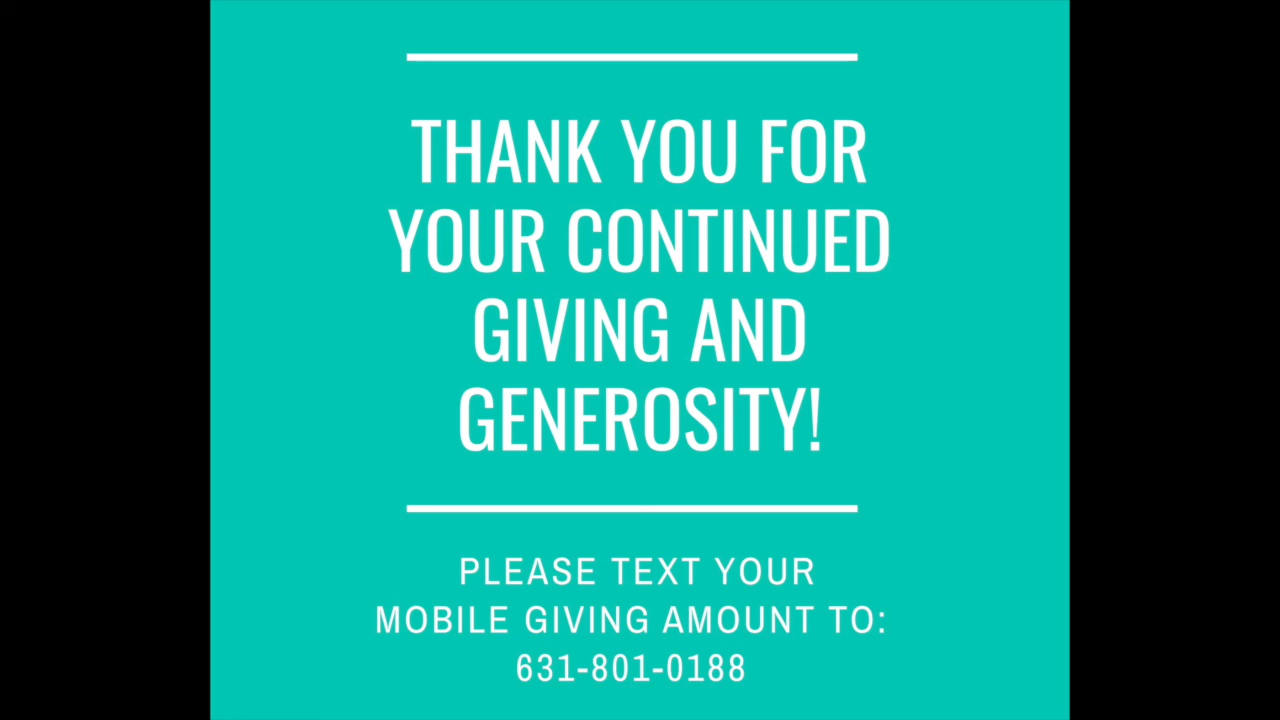 THANK YOU FOR
YOUR CONTINUED
GIVING AND
GENEROSITY!
PLEASE TEXT YOUR
MOBILE GIVING AMOUNT TO:
631-801-0188